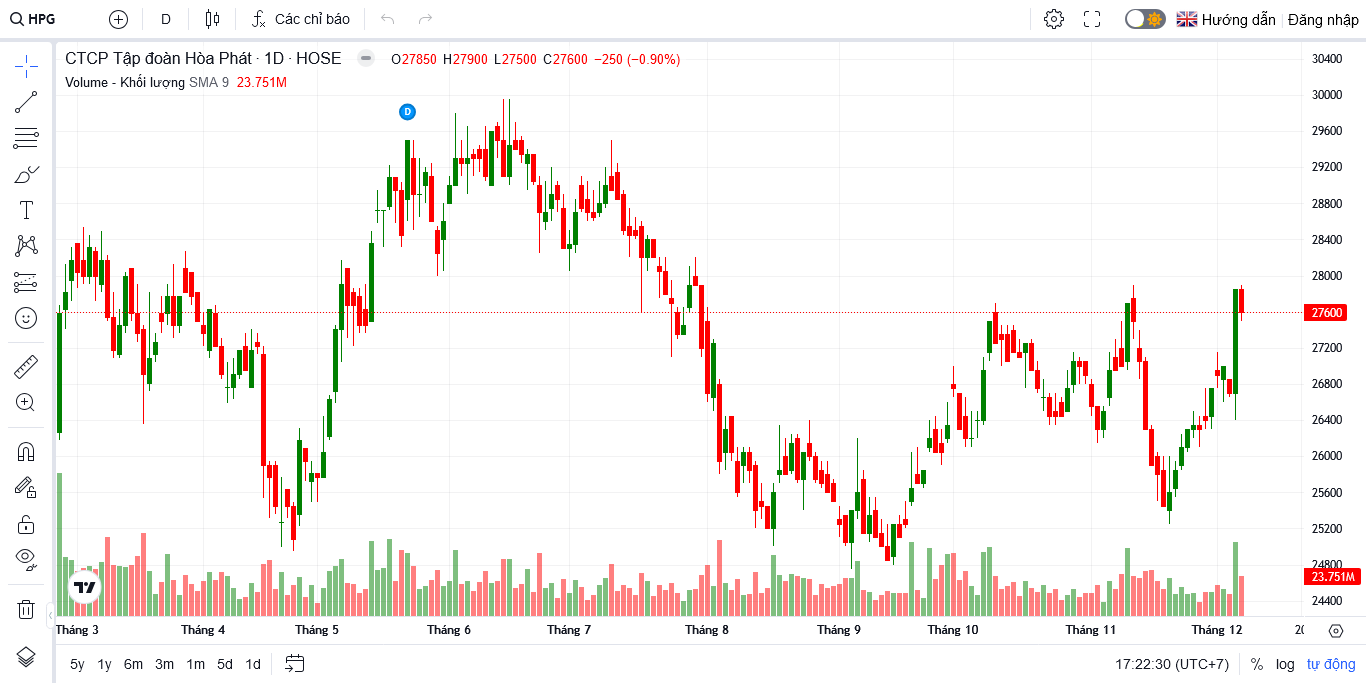 HPG D Các chỉ báo Hướng dẫn Đăng nhập
CTCP Tập đoàn Hòa Phát · 1D · HOSE O27850 H27900 L27500 C27600 −250 (−0.90%)
Volume - Khối lượng SMA 9 23.751M
D
30400
30000
29600
29200
28800
28400
28000
27600
27200
26800
26400
26000
25600
25200
24800
23.751M
24400
Tháng 3 Tháng 4 Tháng 5 Tháng 6 Tháng 7 Tháng 8 Tháng 9 Tháng 10 Tháng 11 Tháng 12
5y 1y 6m 3m 1m 5d 1d 17:22:30 (UTC+7) % log tự động